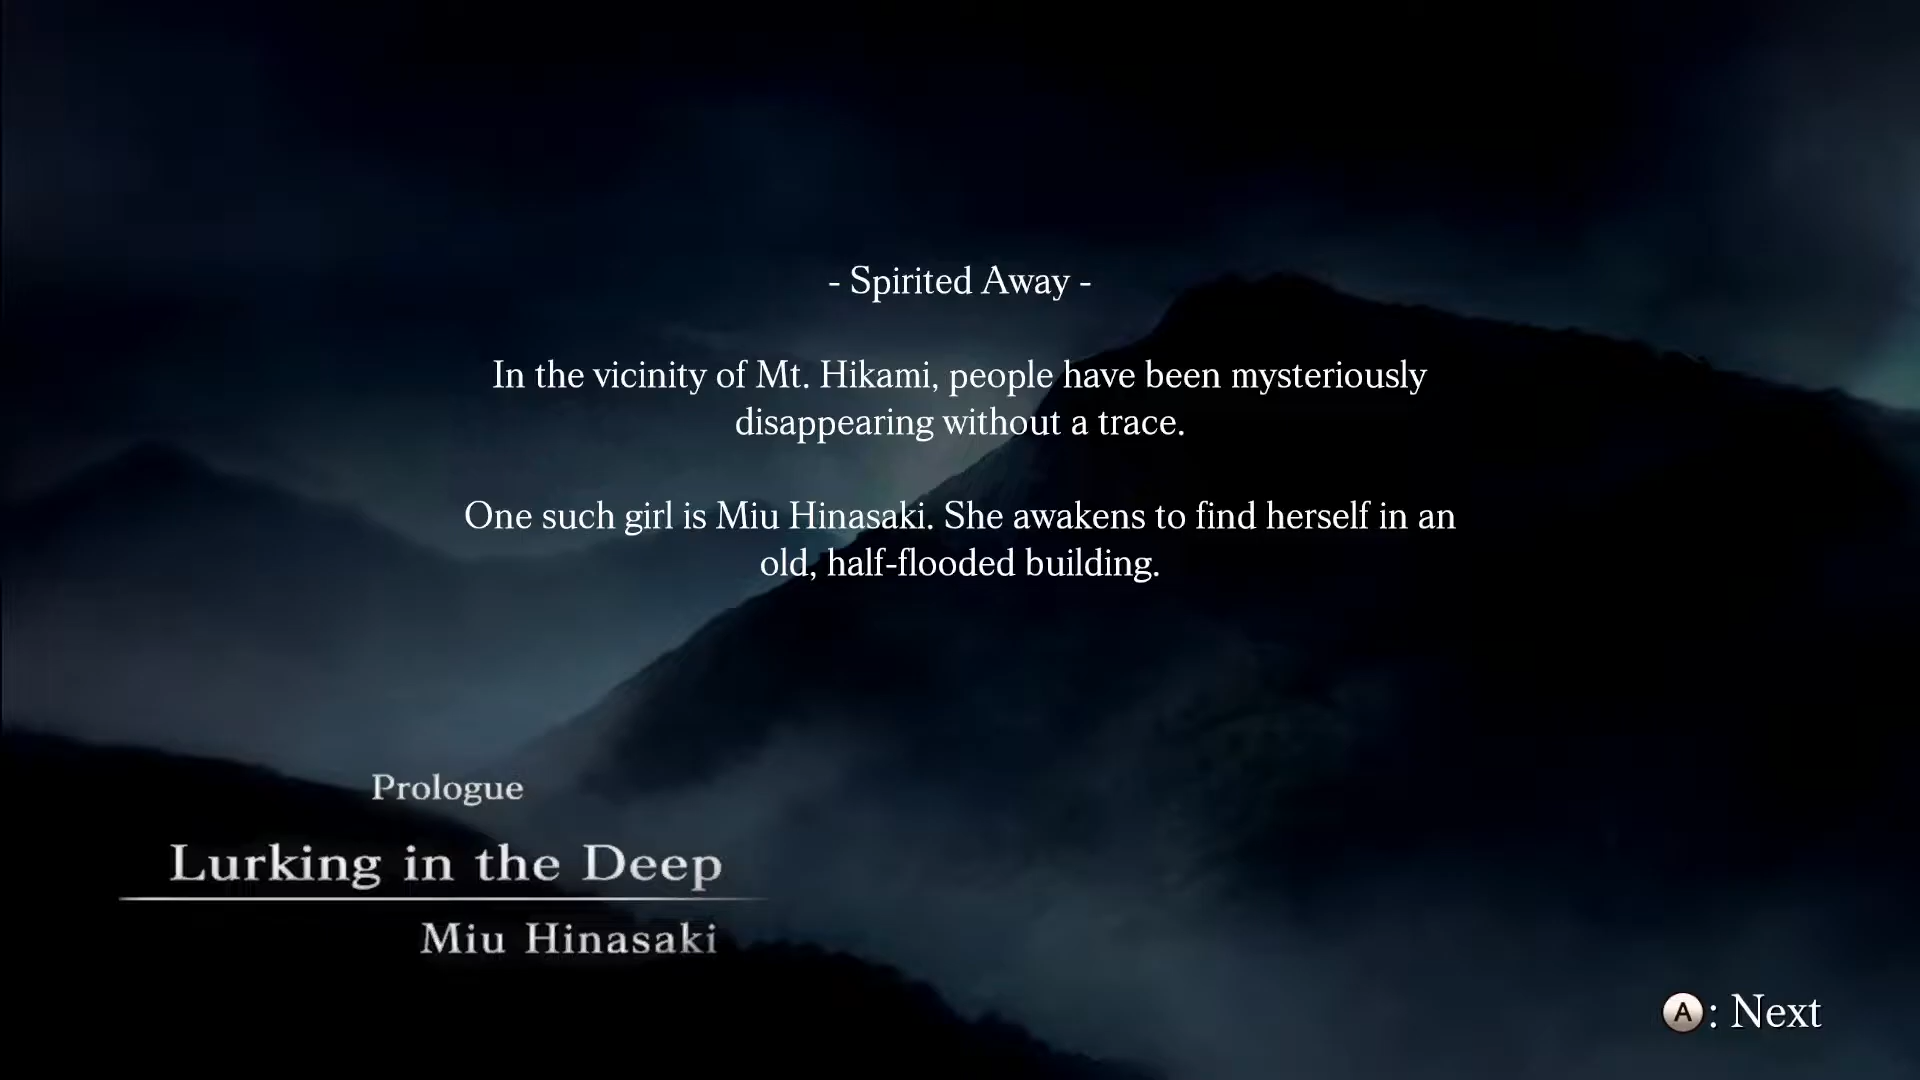 - Spirited Away -
In the vicinity of Mt. Hikami, people have been mysteriously
disappearing without a trace.
One such girl is Miu Hinasaki. She awakens to find herself in an
old, half-flooded building.
Prologue
Lurking in the Deep
Miu Hinasaki
A: Next